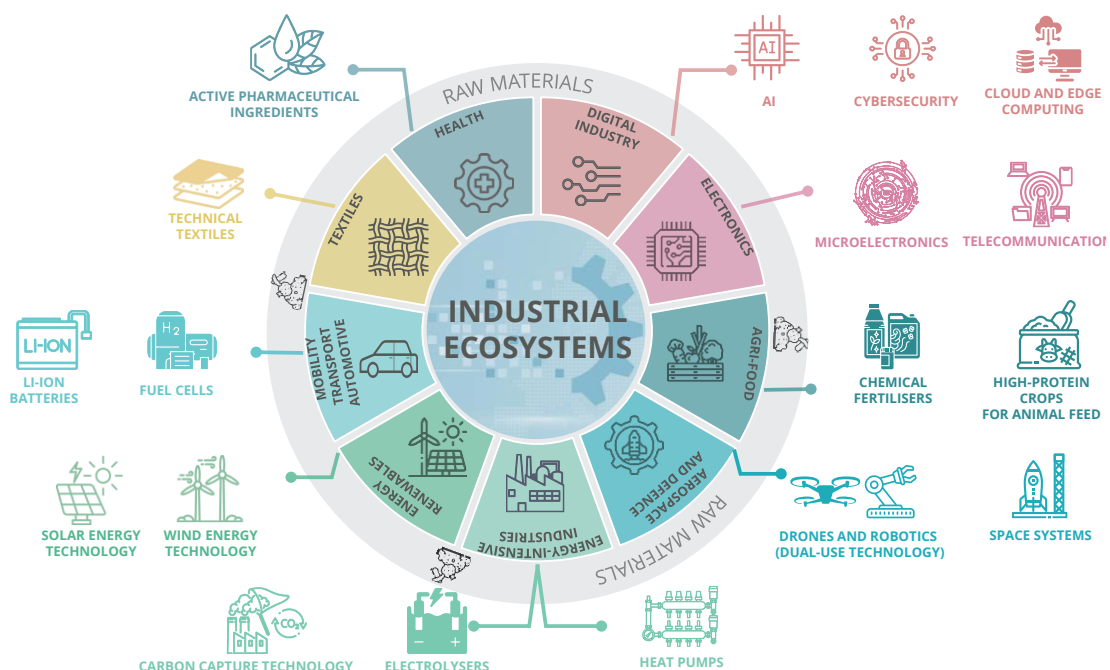 RAW MATERIALS
HEALTH
DIGITAL
INDUSTRY
TEXTILES
ELECTRONICS
INDUSTRIAL
ECOSYSTEMS
MOBILITY
TRANSPORT
AUTOMOTIVE
AGRI-FOOD
ENERGY
RENEWABLES
ENERGY-INTENSIVE
INDUSTRIES
AEROSPACE
AND DEFENCE
RAW MATERIALS
ACTIVE PHARMACEUTICAL
INGREDIENTS
AI
AI
CYBERSECURITY
CLOUD AND EDGE
COMPUTING
TECHNICAL
TEXTILES
MICROELECTRONICS
TELECOMMUNICATION
LI-ION
LI-ION
BATTERIES
H2
FUEL CELLS
CHEMICAL
FERTILISERS
HIGH-PROTEIN
CROPS
FOR ANIMAL FEED
SOLAR ENERGY
TECHNOLOGY
WIND ENERGY
TECHNOLOGY
DRONES AND ROBOTICS
(DUAL-USE TECHNOLOGY)
SPACE SYSTEMS
CO2
CARBON CAPTURE TECHNOLOGY
ELECTROLYSERS
HEAT PUMPS